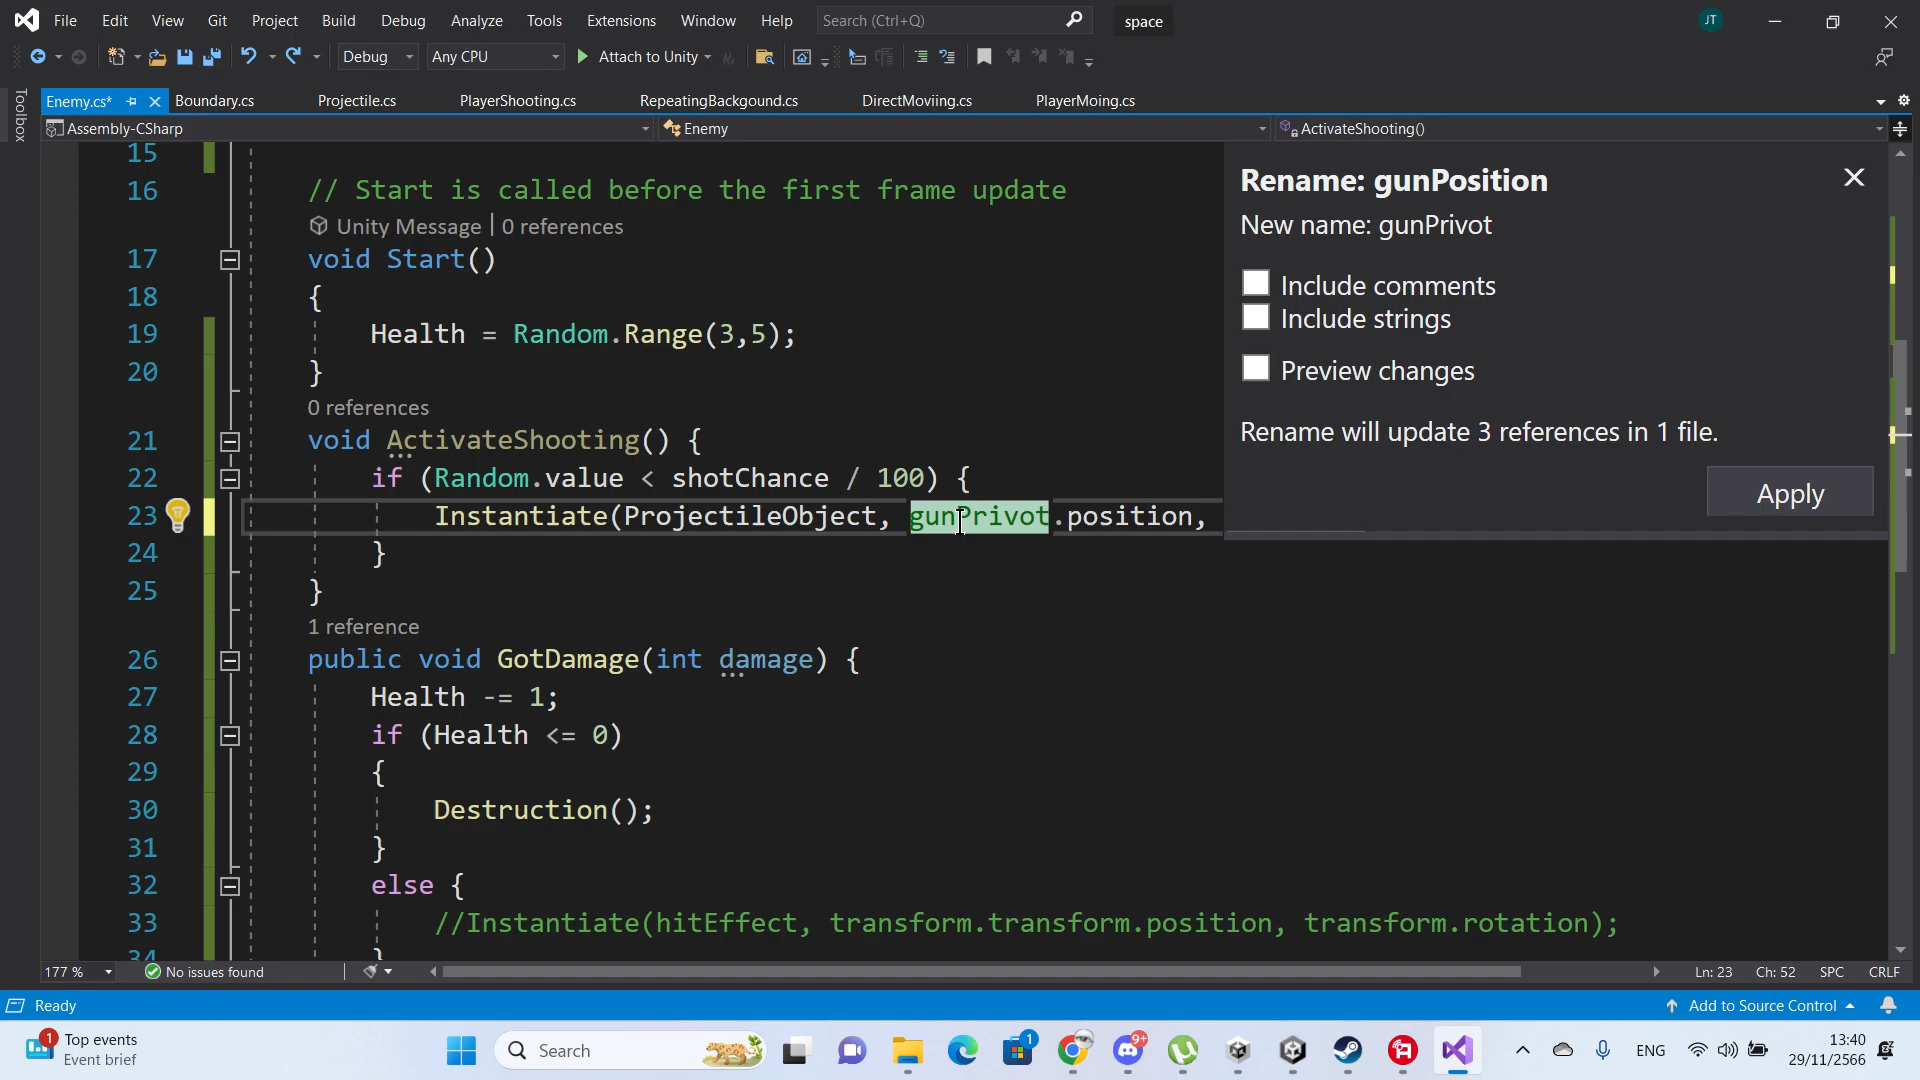 File Edit View Git Project Build Debug Analyze Tools Extensions Window Help Search (Ctrl+Q) space JT
Debug Any CPU Attach to Unity
Toolbox
Enemy.cs* Boundary.cs Projectile.cs PlayerShooting.cs RepeatingBackgound.cs DirectMoviing.cs PlayerMoing.cs
Assembly-CSharp Enemy ActivateShooting()
15
16 // Start is called before the first frame update
Unity Message | 0 references
17 void Start()
18 {
19 Health = Random.Range(3,5);
20 }
0 references
21 void ActivateShooting() {
22 if (Random.value < shotChance / 100) {
23 Instantiate(ProjectileObject, gunPrivot.position,
24 }
25 }
1 reference
26 public void GotDamage(int damage) {
27 Health -= 1;
28 if (Health <= 0)
29 {
30 Destruction();
31 }
32 else {
33 //Instantiate(hitEffect, transform.transform.position, transform.rotation);
34 }
Rename: gunPosition
New name: gunPrivot
Include comments
Include strings
Preview changes
Rename will update 3 references in 1 file.
Apply
177 % No issues found Ln: 23 Ch: 52 SPC CRLF
Ready Add to Source Control
1 Top events
Event brief
Search 1 9+ ENG 13:40
29/11/2566